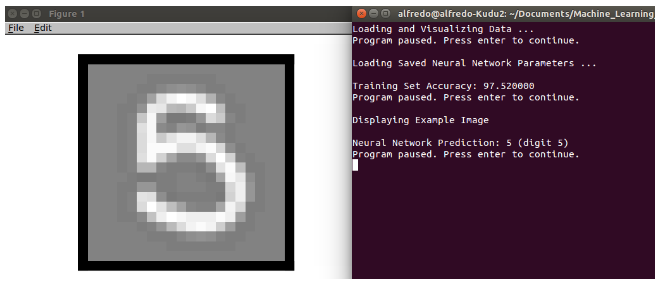 Figure 1
File Edit
alfredo@alfredo-Kudu2: ~/Documents/Machine_Learning_
Loading and Visualizing Data ...
Program paused. Press enter to continue.
Loading Saved Neural Network Parameters ...
Training Set Accuracy: 97.520000
Program paused. Press enter to continue.
Displaying Example Image
Neural Network Prediction: 5 (digit 5)
Program paused. Press enter to continue.
5